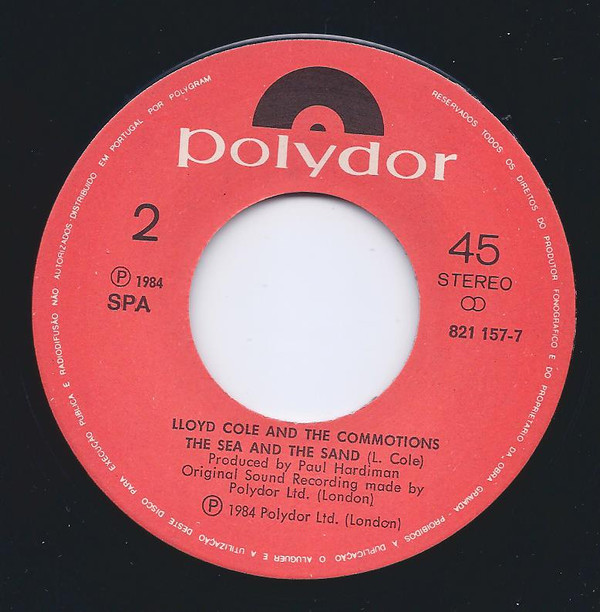 RESERVADOS TODOS OS DIREITOS DO PRODUTOR FONOGRAFICO E DO PROPRIETARIO DA OBRA GRAVADA - PROIBIDOS A DUPLICAÇÃO O ALUGUER E A UTILIZAÇÃO DESTE DISCO PARA EXECUÇÃO PUBLICA E RADIODIFUSÃO NÃO AUTORIZADOS · DISTRIBUIDO EM PORTUGAL POR POLYGRAM
polydor
2
45
STEREO
℗ 1984
SPA
821 157-7
LLOYD COLE AND THE COMMOTIONS
THE SEA AND THE SAND (L. Cole)
Produced by Paul Hardiman
Original Sound Recording made by
Polydor Ltd. (London)
℗ 1984 Polydor Ltd. (London)